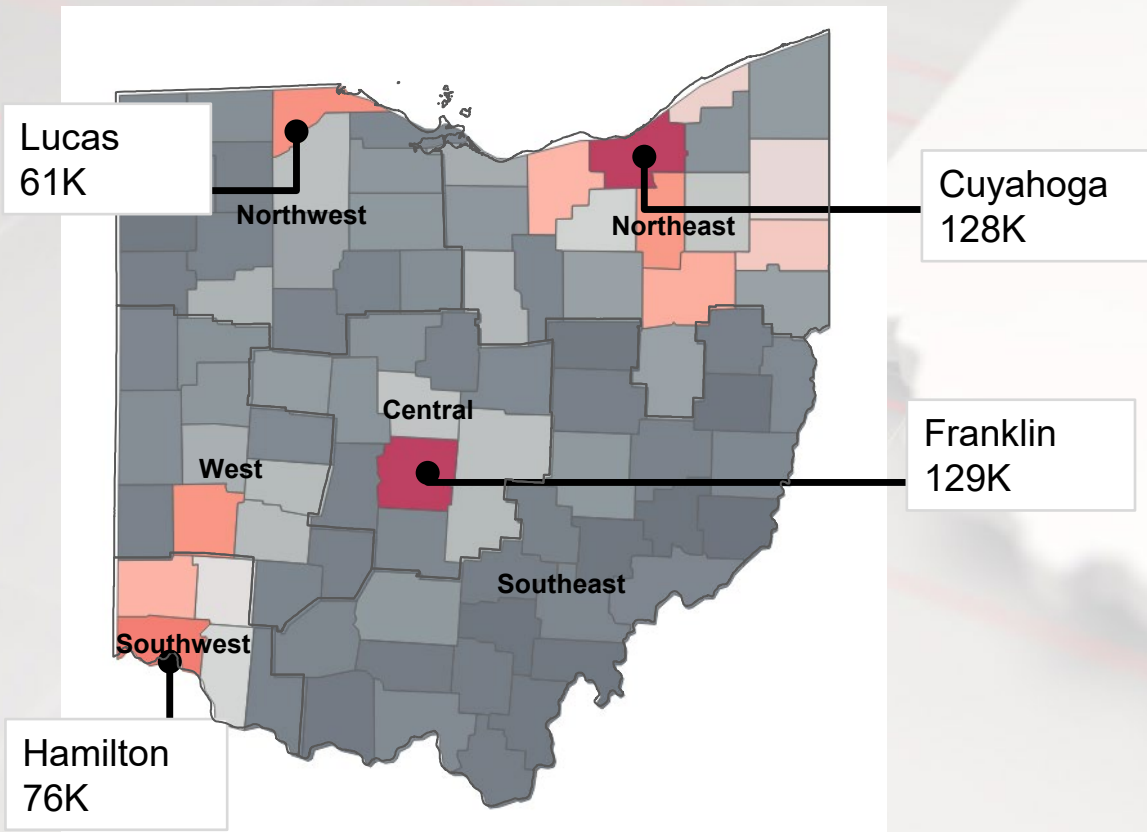 Lucas
61K
Northwest
Northeast
Cuyahoga
128K
Central
Franklin
129K
West
Southeast
Southwest
Hamilton
76K